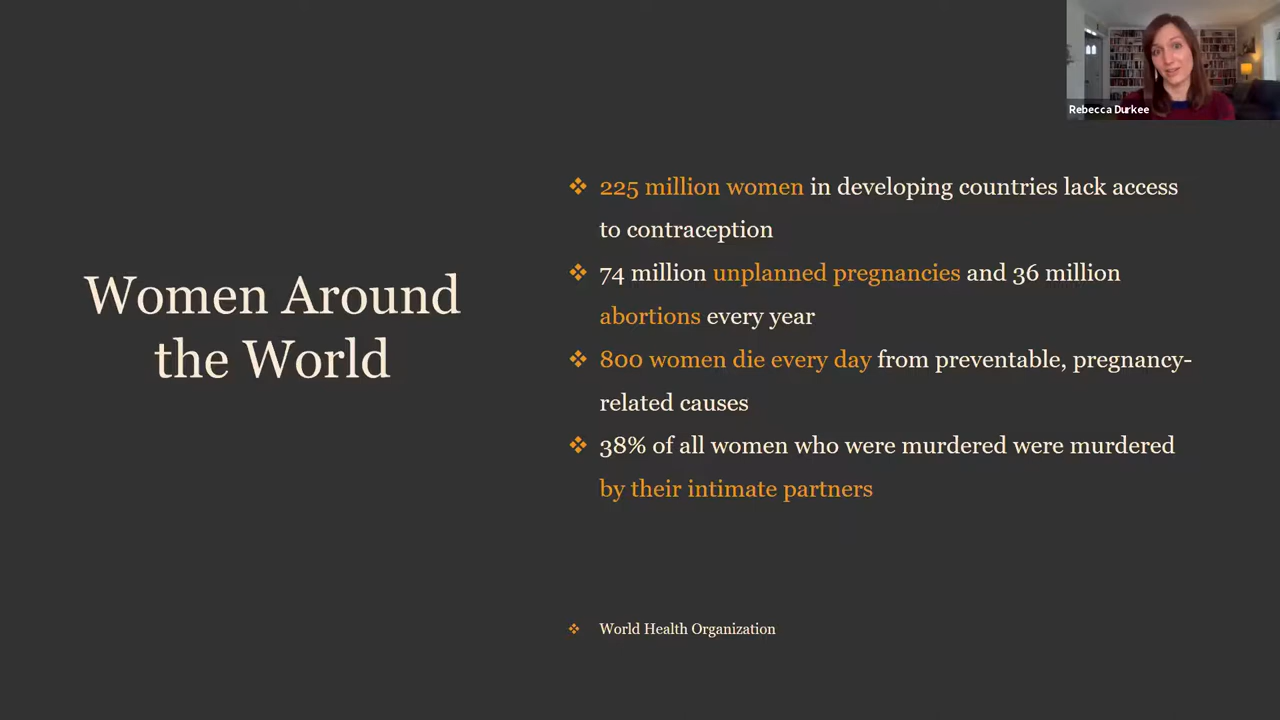 Rebecca Durkee
Women Around
the World
❖ 225 million women in developing countries lack access
to contraception
❖ 74 million unplanned pregnancies and 36 million
abortions every year
❖ 800 women die every day from preventable, pregnancy-
related causes
❖ 38% of all women who were murdered were murdered
by their intimate partners
❖ World Health Organization